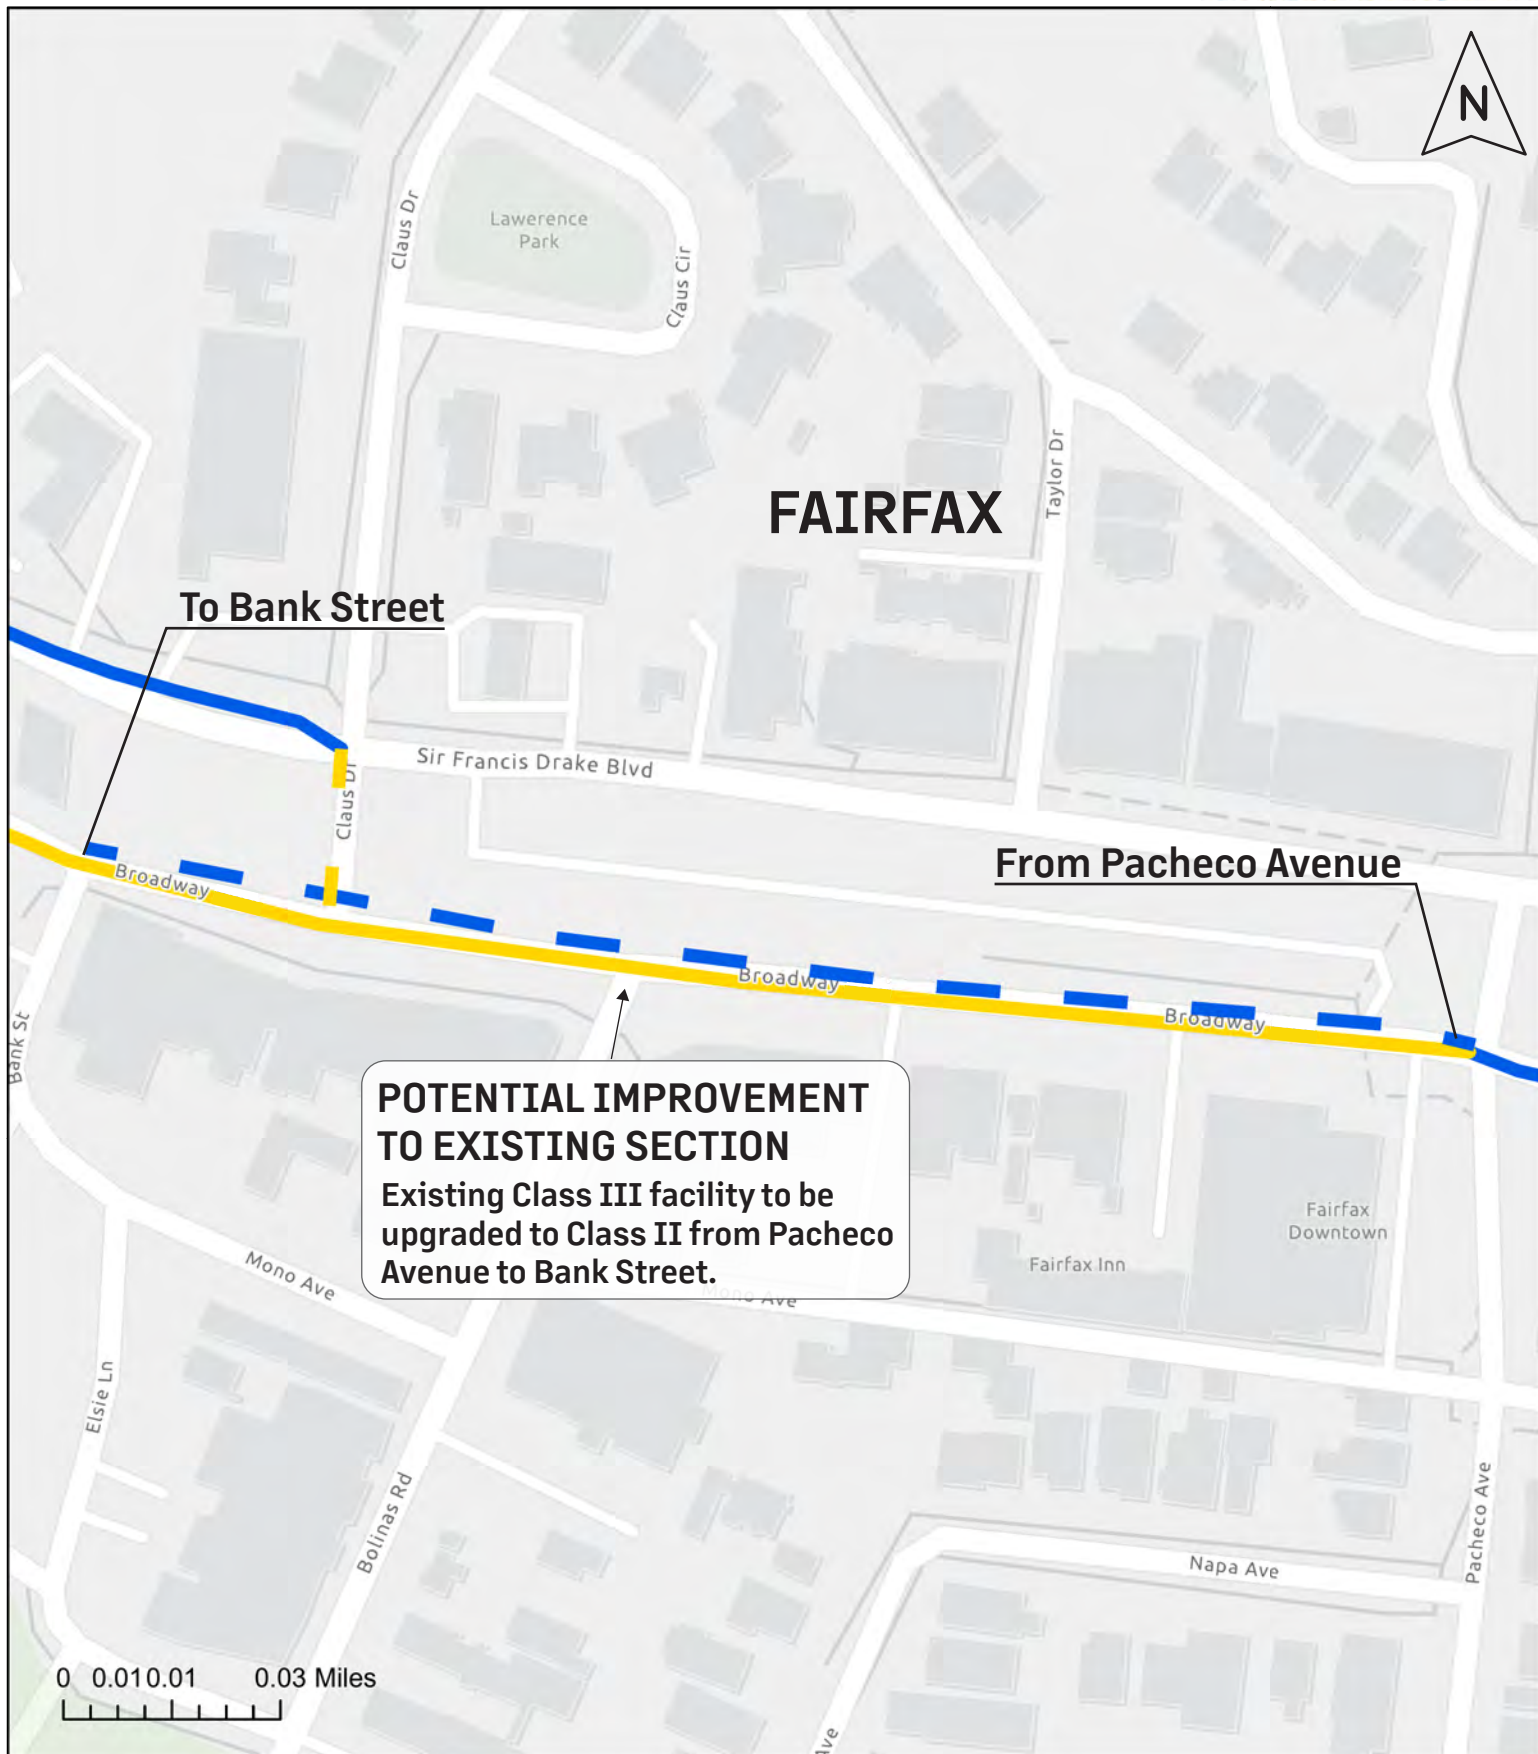 N
Claus Dr
Lawerence
Park
Claus Cir
Taylor Dr
FAIRFAX
To Bank Street
Sir Francis Drake Blvd
Claus Dr
From Pacheco Avenue
Broadway
Broadway
Broadway
Bank St
POTENTIAL IMPROVEMENT
TO EXISTING SECTION
Existing Class III facility to be
upgraded to Class II from Pacheco
Avenue to Bank Street.
Fairfax
Downtown
Fairfax Inn
Mono Ave
Mono Ave
Elsie Ln
Bolinas Rd
Pacheco Ave
Napa Ave
0 0.01 0.01 0.03 Miles
Ave